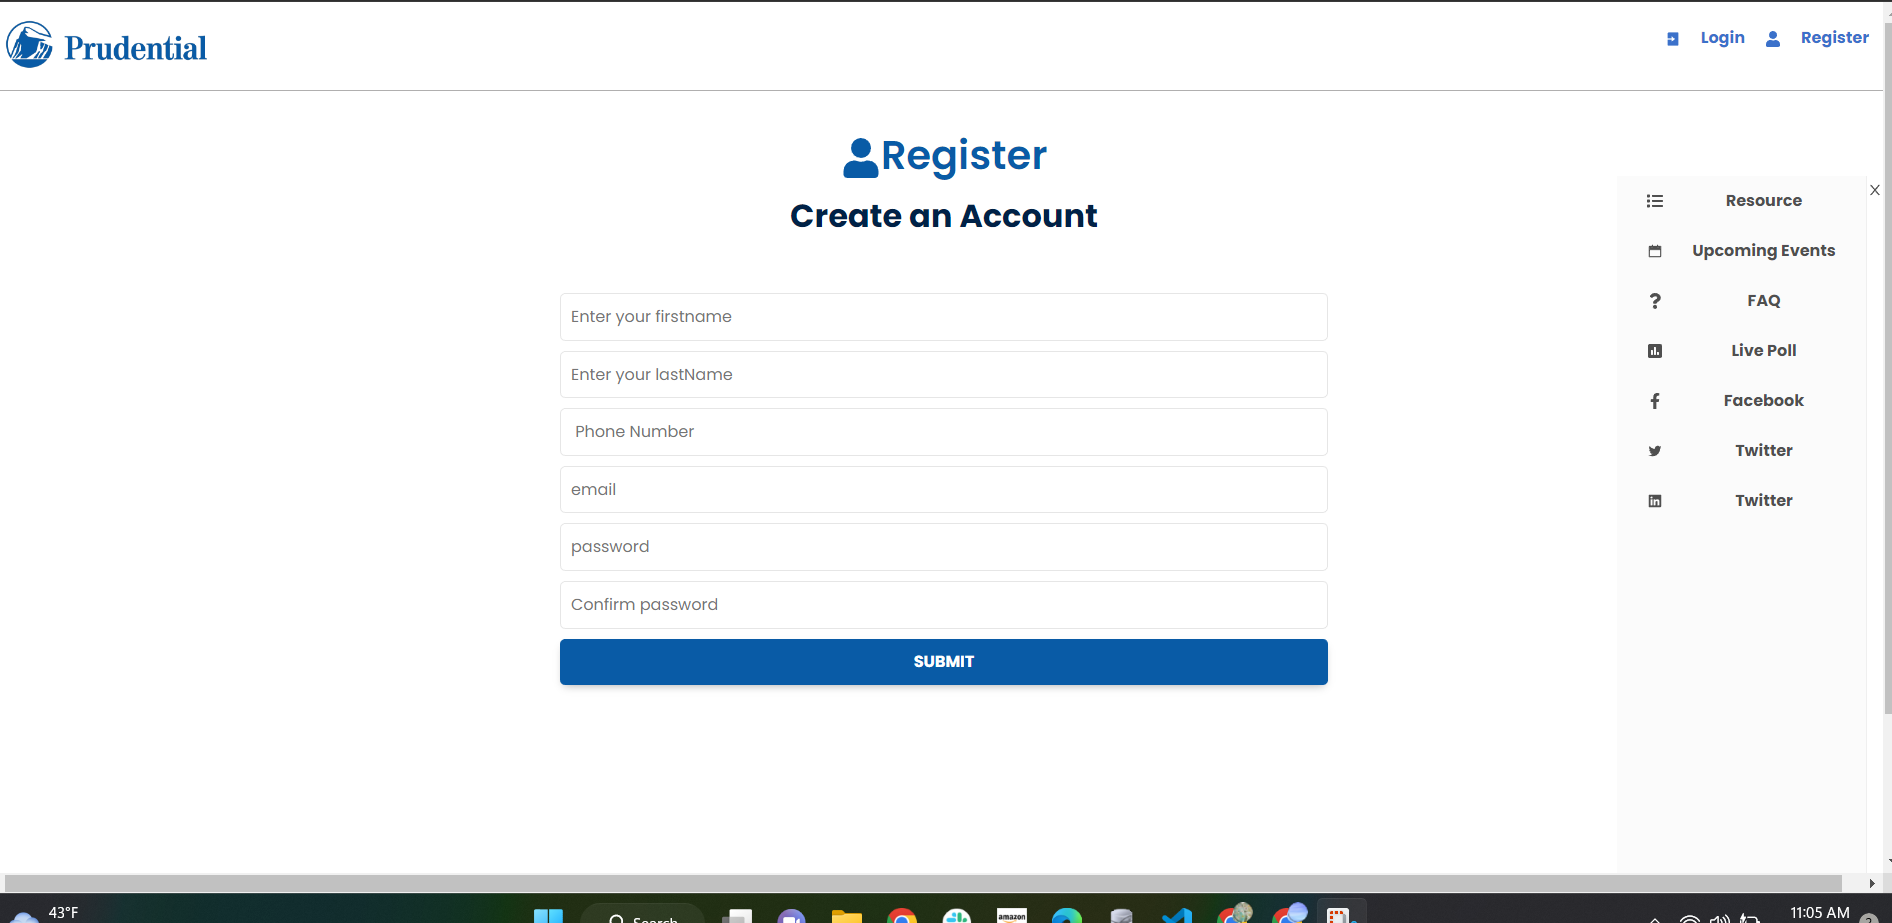 Prudential
Login
Register
Register
Create an Account
Enter your firstname
Enter your lastName
Phone Number
email
password
Confirm password
SUBMIT
X
Resource
Upcoming Events
FAQ
Live Poll
Facebook
Twitter
Twitter
43°F
Search
amazon
11:05 AM